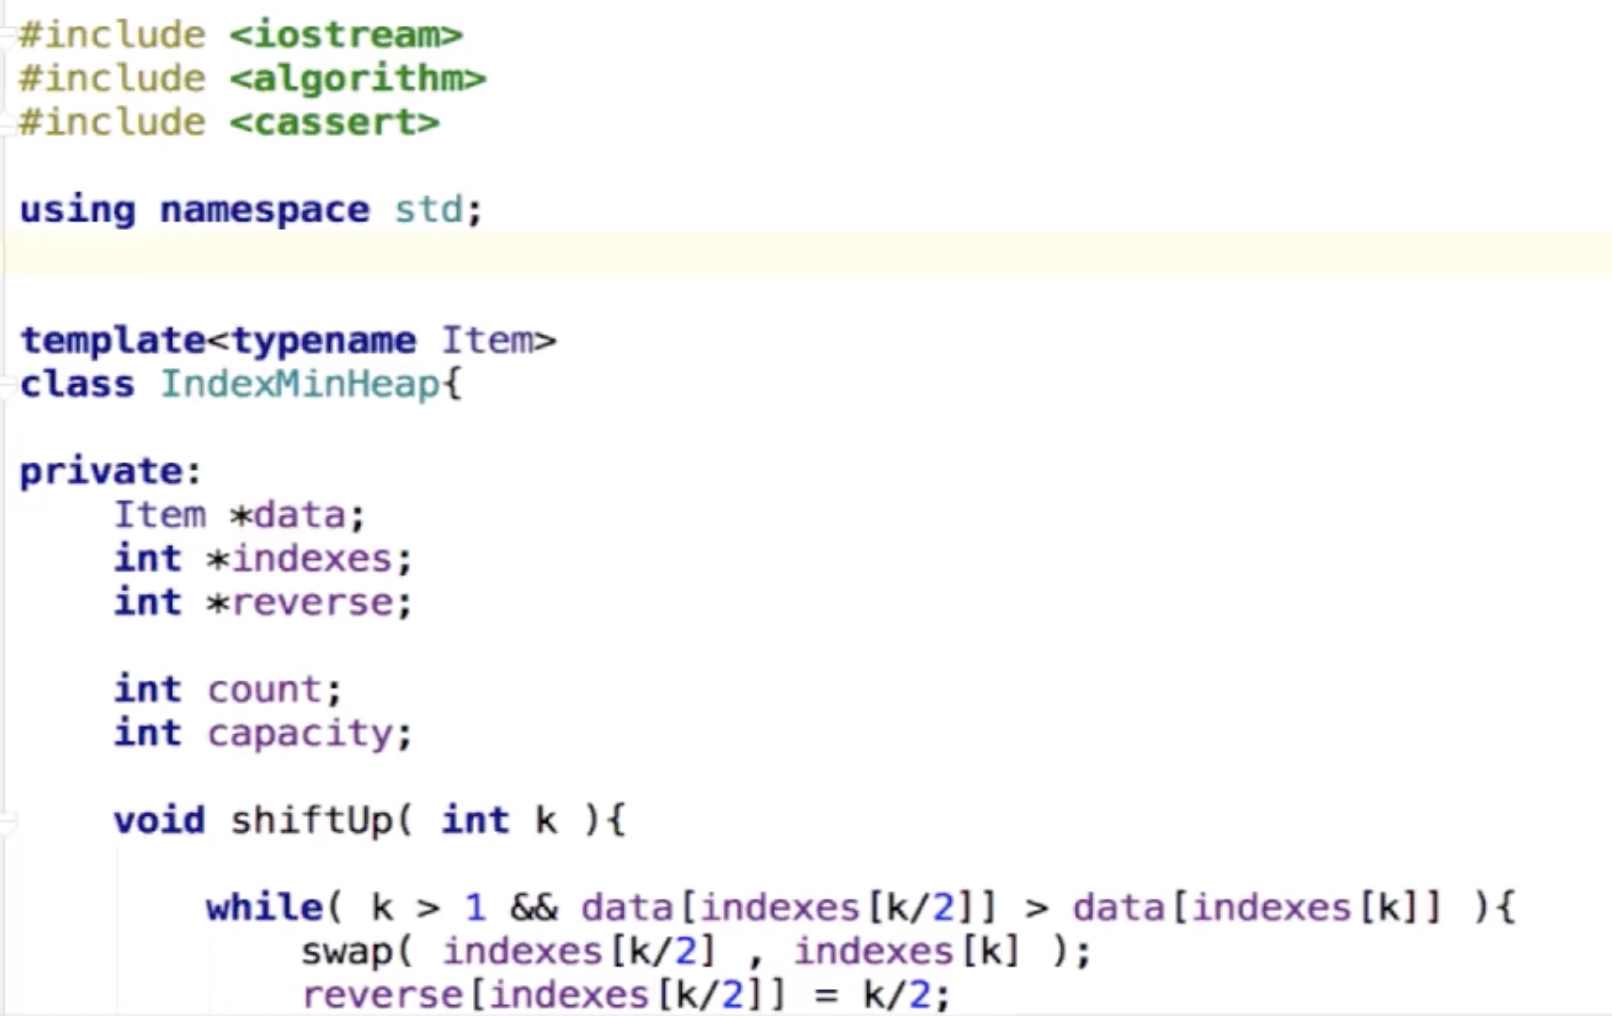 #include <iostream>
#include <algorithm>
#include <cassert>
using namespace std;
template<typename Item>
class IndexMinHeap{
private:
Item *data;
int *indexes;
int *reverse;
int count;
int capacity;
void shiftUp( int k ){
while( k > 1 && data[indexes[k/2]] > data[indexes[k]] ){
swap( indexes[k/2] , indexes[k] );
reverse[indexes[k/2]] = k/2;